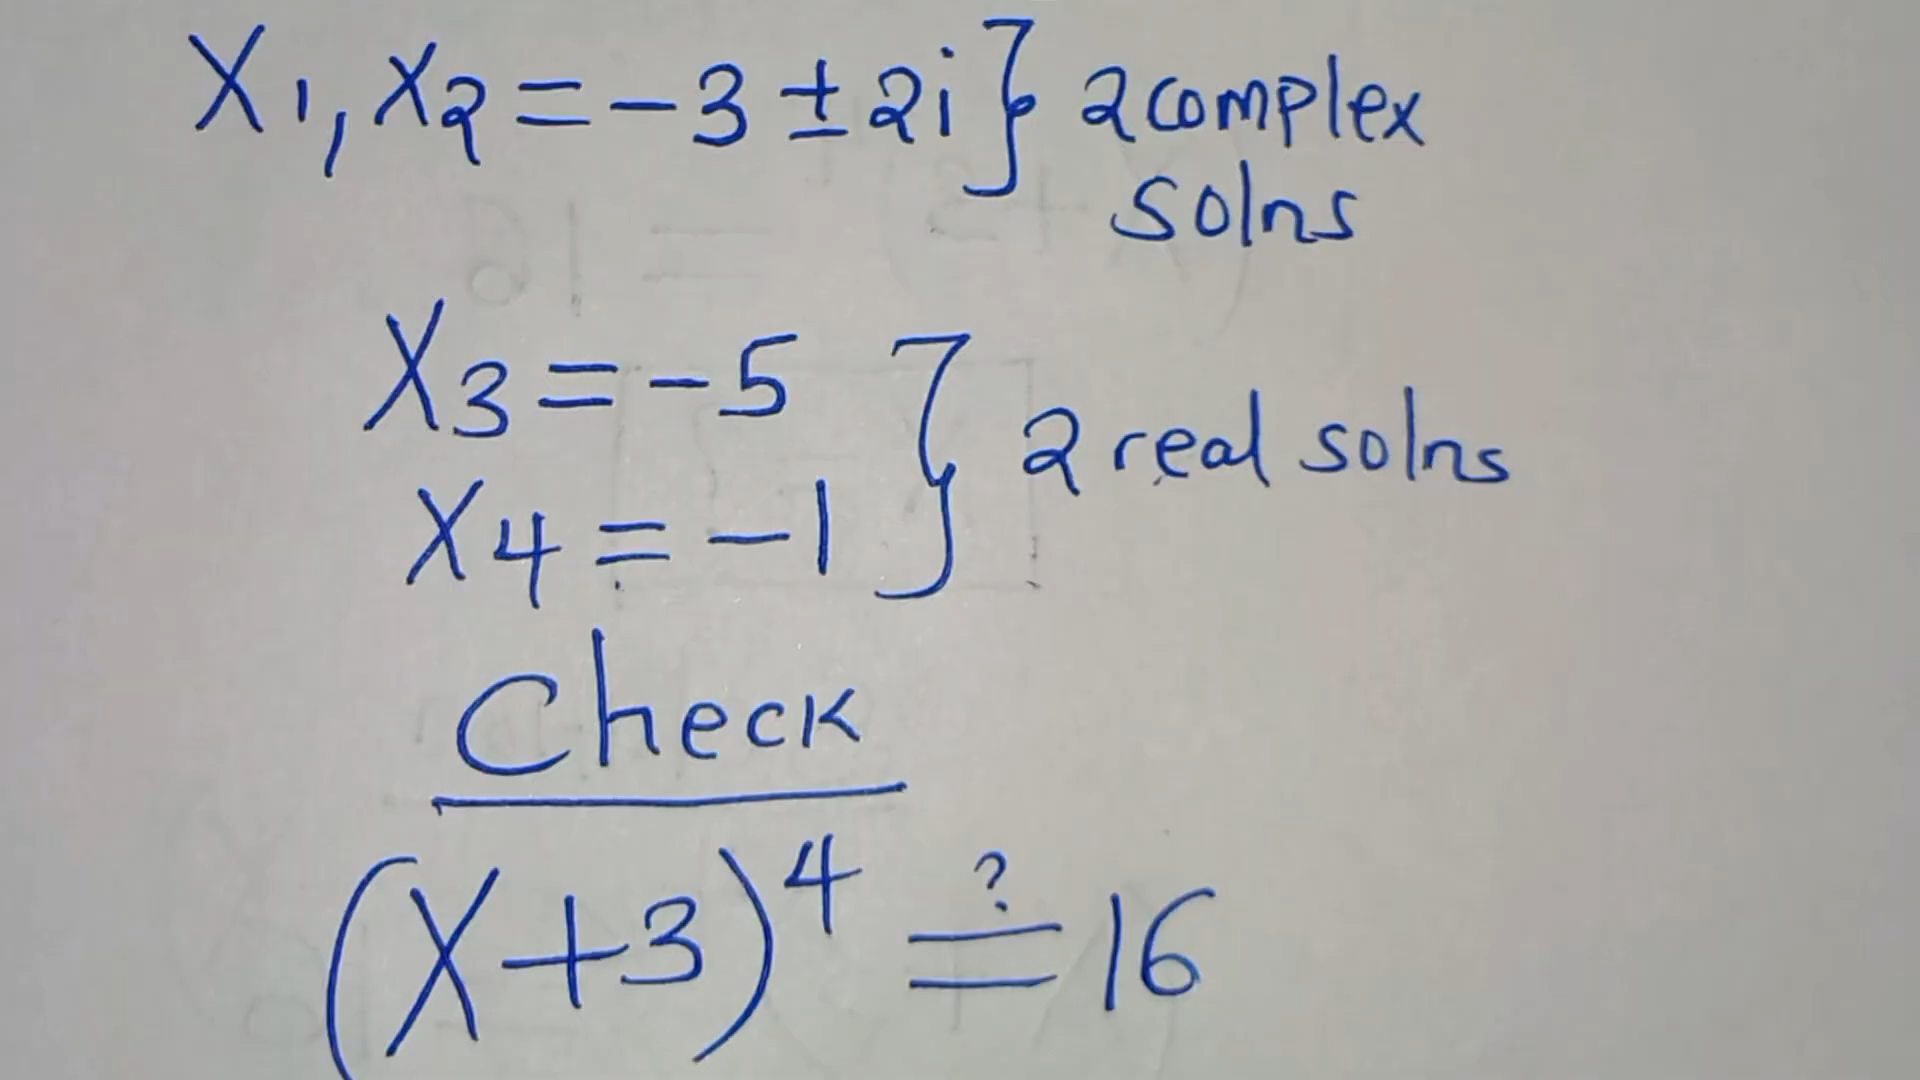 X1, X2 = -3 ± 2i } 2 complex
solns
X3 = -5
X4 = -1 } 2 real solns
Check
(X+3)^4 ≟ 16